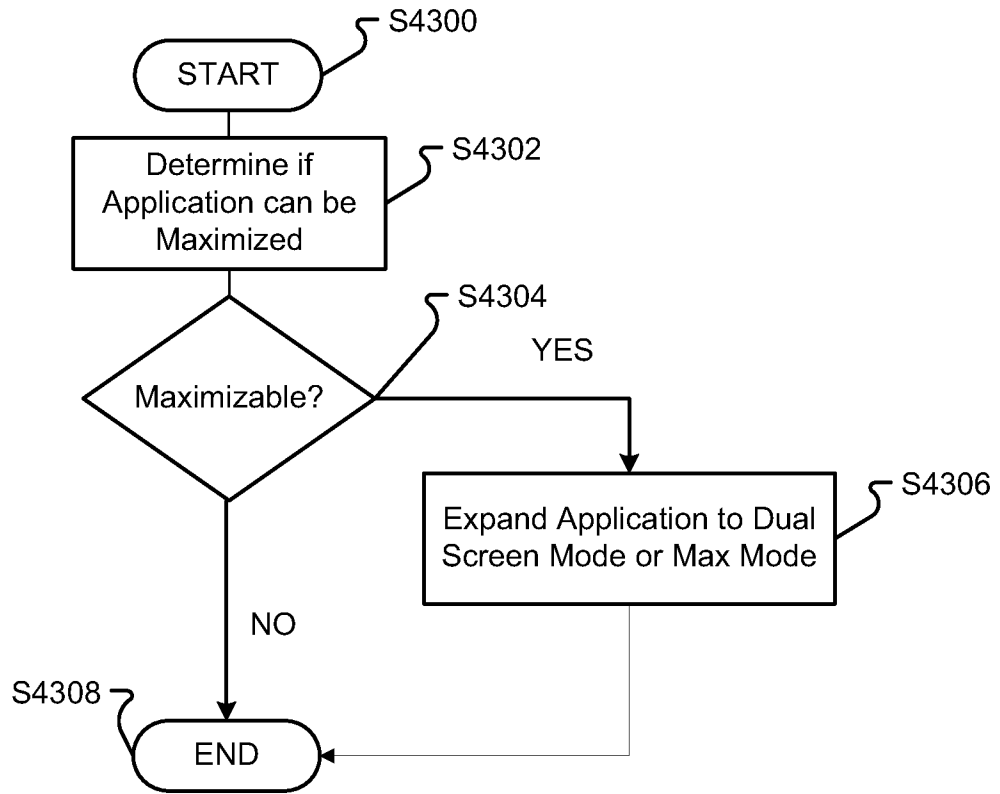 S4300
START
S4302
Determine if
Application can be
Maximized
S4304
YES
Maximizable?
S4306
Expand Application to Dual
Screen Mode or Max Mode
NO
S4308
END